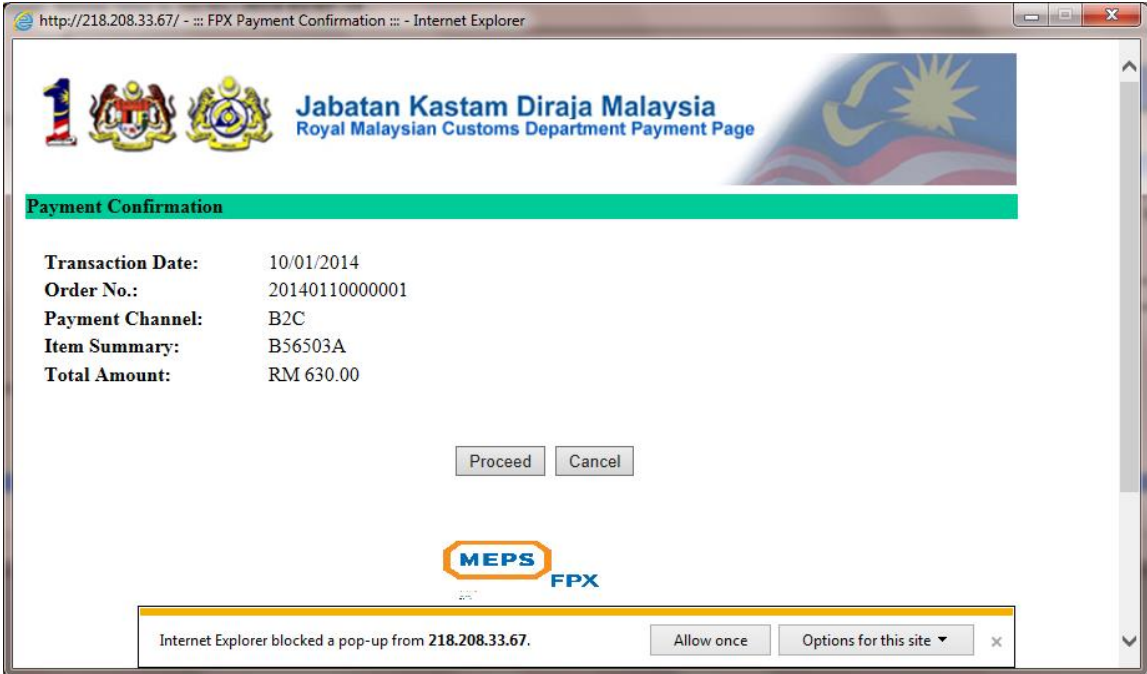 http://218.208.33.67/ - ::: FPX Payment Confirmation ::: - Internet Explorer
1
Jabatan Kastam Diraja Malaysia
Royal Malaysian Customs Department Payment Page
Payment Confirmation
Transaction Date: 10/01/2014
Order No.: 20140110000001
Payment Channel: B2C
Item Summary: B56503A
Total Amount: RM 630.00
Proceed Cancel
MEPS
FPX
Internet Explorer blocked a pop-up from 218.208.33.67. Allow once Options for this site